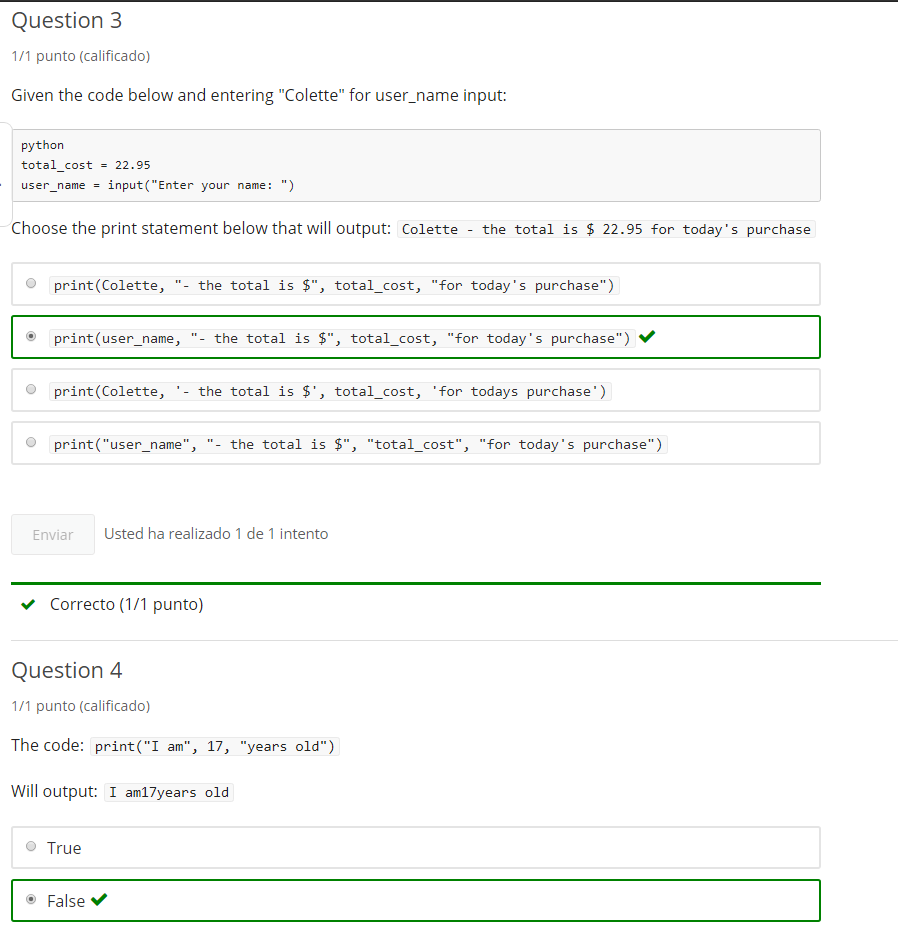 Question 3
1/1 punto (calificado)
Given the code below and entering "Colette" for user_name input:
python
total_cost = 22.95
user_name = input("Enter your name: ")
Choose the print statement below that will output: Colette - the total is $ 22.95 for today's purchase
print(Colette, "- the total is $", total_cost, "for today's purchase")
print(user_name, "- the total is $", total_cost, "for today's purchase")
print(Colette, '- the total is $', total_cost, 'for todays purchase')
print("user_name", "- the total is $", "total_cost", "for today's purchase")
Enviar Usted ha realizado 1 de 1 intento
Correcto (1/1 punto)
Question 4
1/1 punto (calificado)
The code: print("I am", 17, "years old")
Will output: I am17years old
True
False